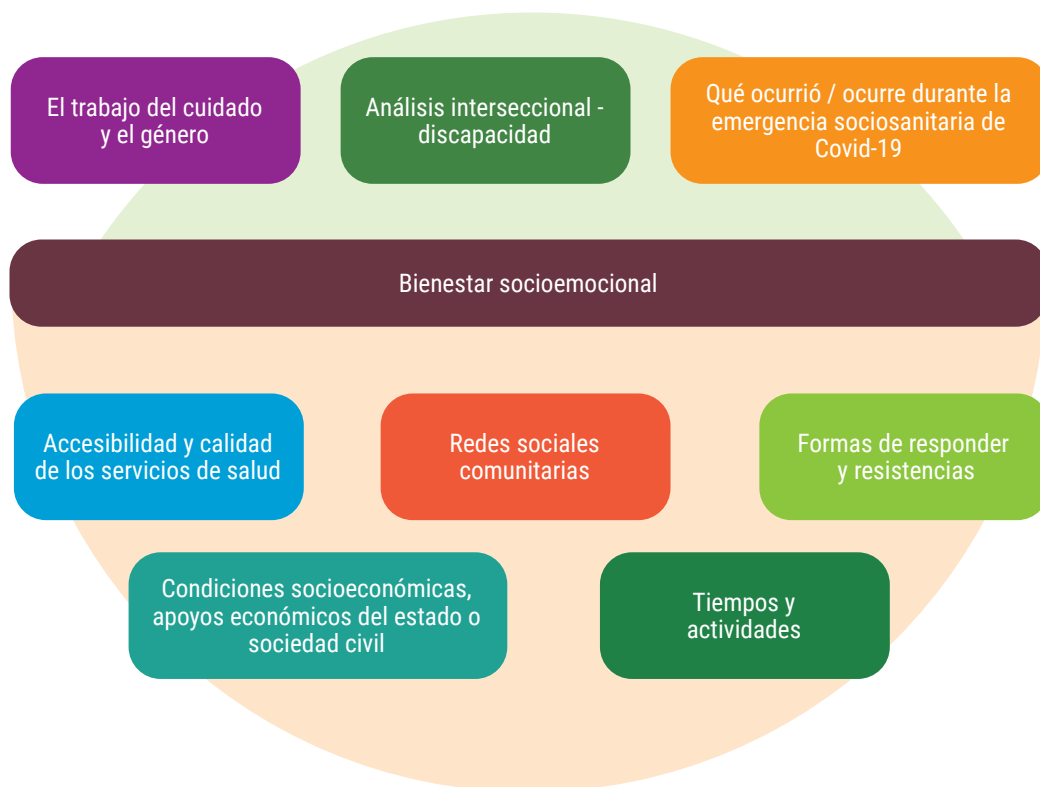 El trabajo del cuidado
y el género
Análisis interseccional -
discapacidad
Qué ocurrió / ocurre durante la
emergencia sociosanitaria de
Covid-19
Bienestar socioemocional
Accesibilidad y calidad
de los servicios de salud
Redes sociales
comunitarias
Formas de responder
y resistencias
Condiciones socioeconómicas,
apoyos económicos del estado o
sociedad civil
Tiempos y
actividades